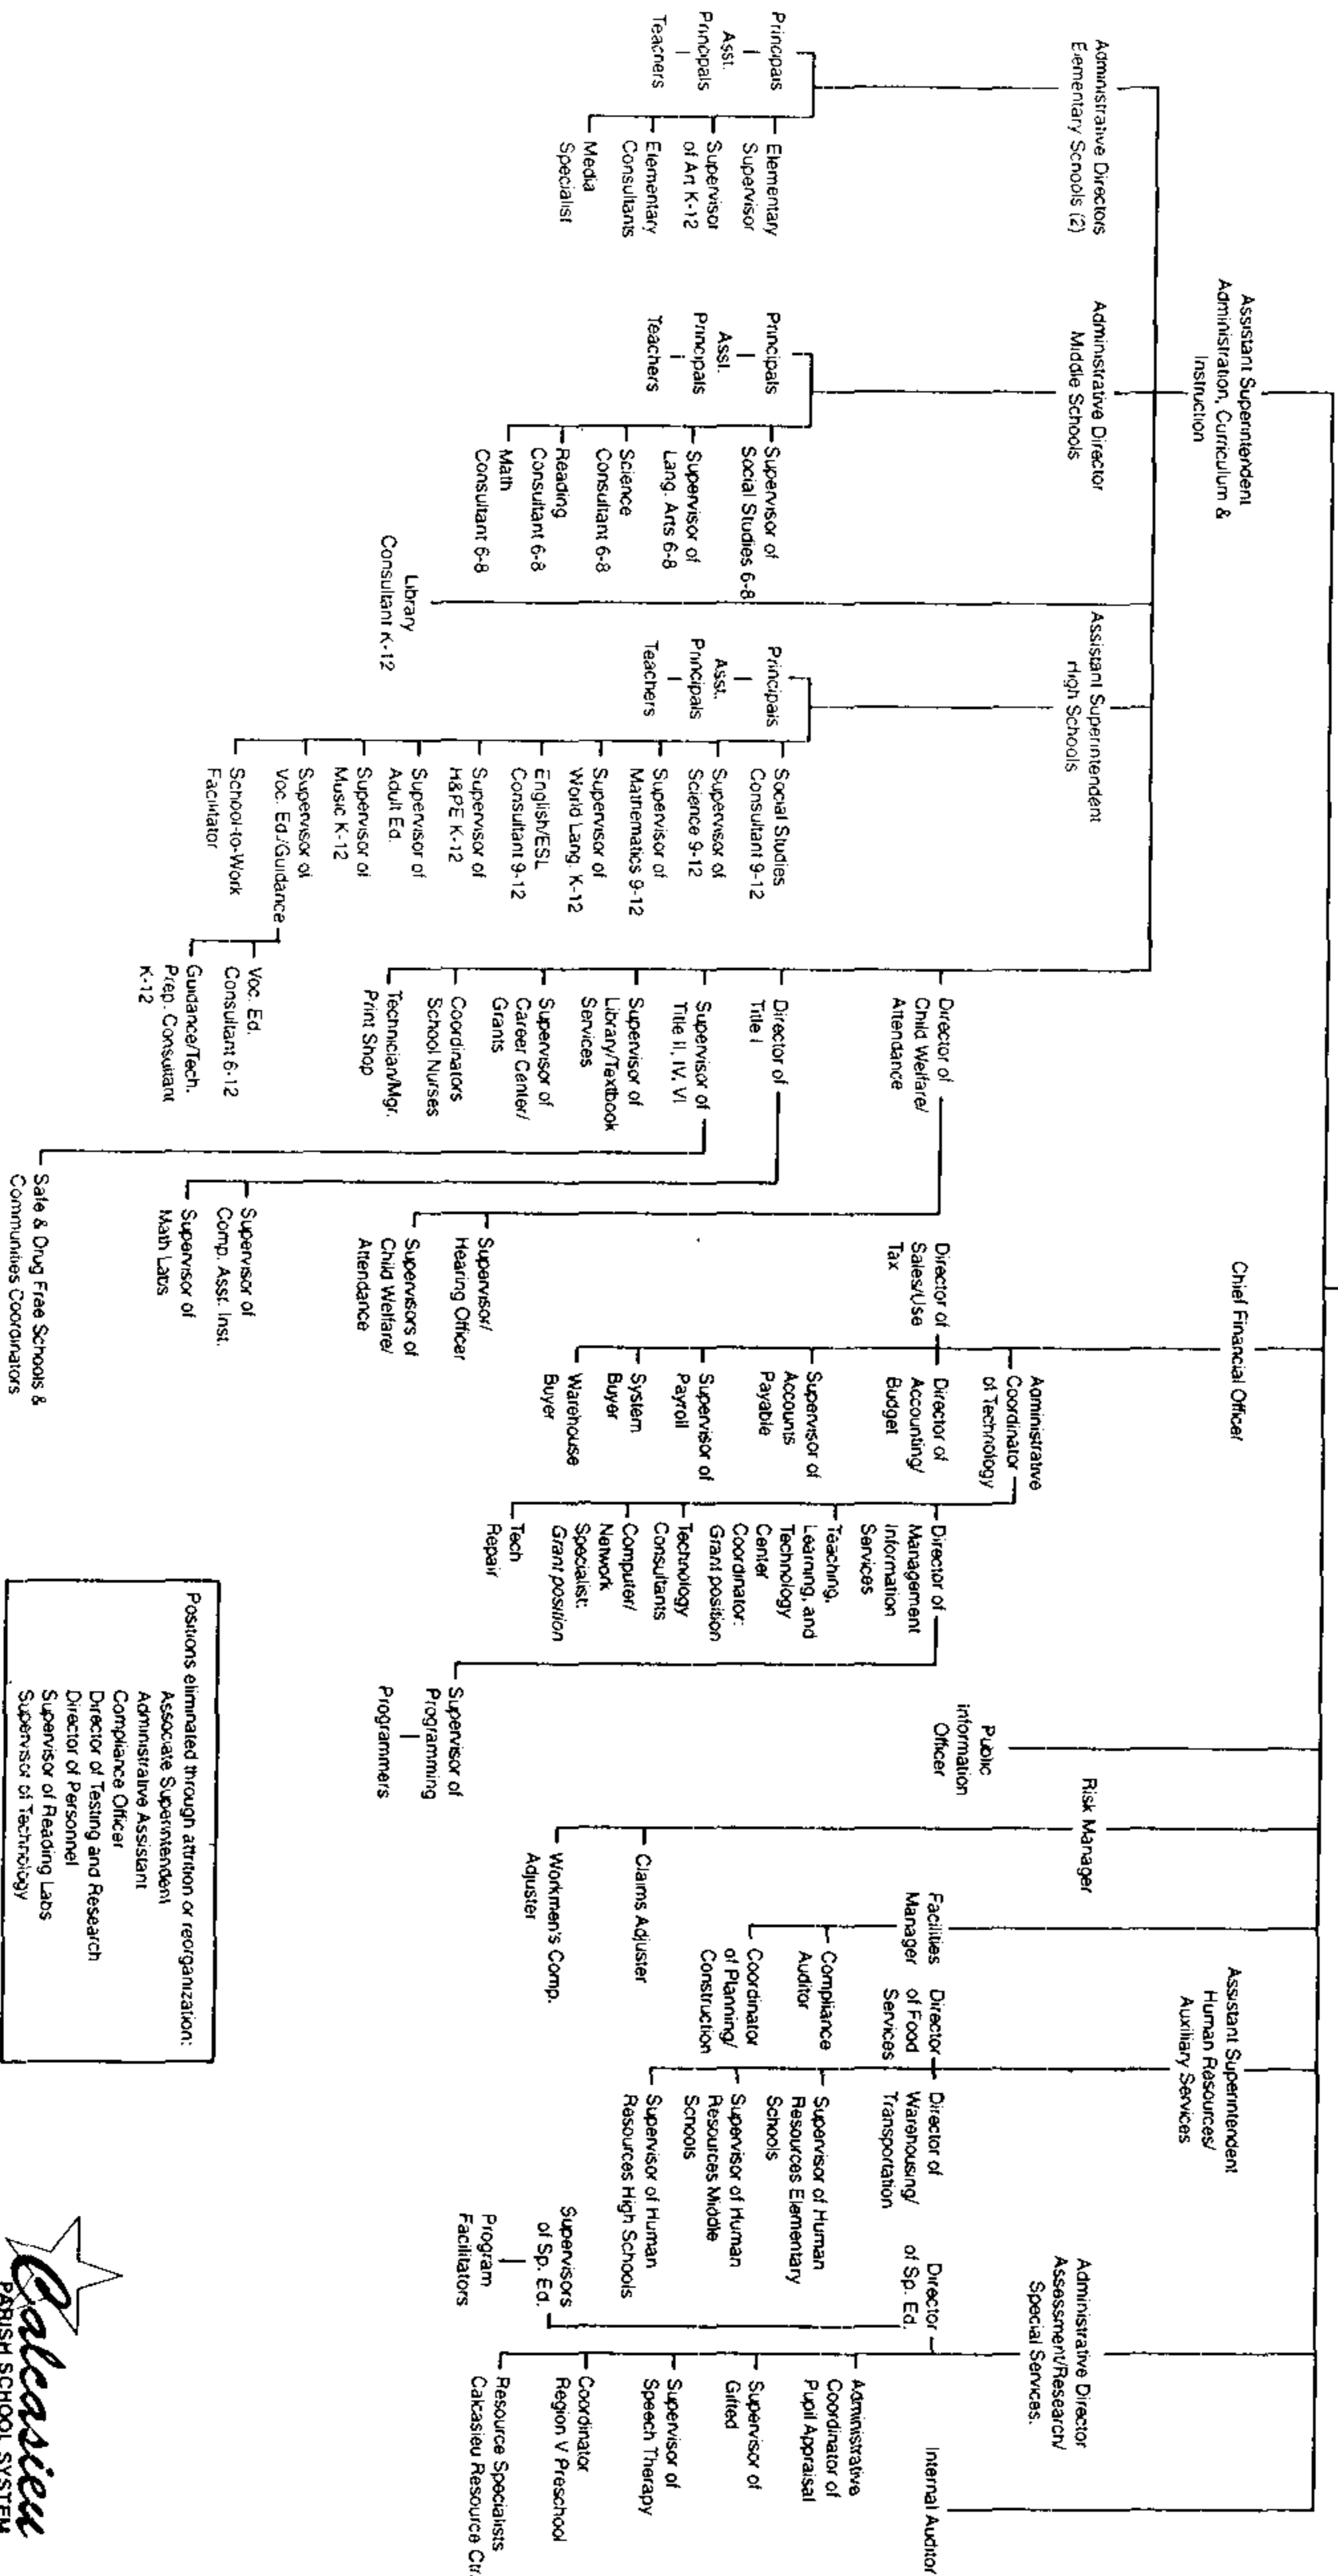 Assistant Superintendent
Administration, Curriculum &
Instruction
Administrative Directors
Elementary Schools (2)
Principals
Asst.
Principals
Teachers
Elementary
Supervisor
Supervisor
of Art K-12
Elementary
Consultants
Media
Specialist
Administrative Director
Middle Schools
Principals
Asst.
Principals
Teachers
Supervisor of
Social Studies 6-8
Supervisor of
Lang. Arts 6-8
Science
Consultant 6-8
Reading
Consultant 6-8
Math
Consultant 6-8
Library
Consultant K-12
Assistant Superintendent
High Schools
Principals
Asst.
Principals
Teachers
Social Studies
Consultant 9-12
Supervisor of
Science 9-12
Supervisor of
Mathematics 9-12
Supervisor of
World Lang. K-12
English/ESL
Consultant 9-12
Supervisor of
H&PE K-12
Supervisor of
Adult Ed.
Supervisor of
Music K-12
Supervisor of
Voc. Ed./Guidance
School-to-Work
Facilitator
Voc. Ed.
Consultant 6-12
Guidance/Tech.
Prep. Consultant
K-12
Director of
Child Welfare/
Attendance
Director of
Title I
Supervisor of
Title II, IV, VI
Supervisor of
Library/Textbook
Services
Supervisor of
Career Center/
Grants
Coordinators
School Nurses
Technician/Mgr.
Print Shop
Supervisor/
Hearing Officer
Supervisors of
Child Welfare/
Attendance
Supervisor of
Comp. Asst. Inst.
Supervisor of
Math Labs
Safe & Drug Free Schools &
Communities Coordinators
Chief Financial Officer
Administrative
Coordinator
of Technology
Director of
Sales/Use
Tax
Director of
Accounting/
Budget
Supervisor of
Accounts
Payable
Supervisor of
Payroll
System
Buyer
Warehouse
Buyer
Director of
Management
Information
Services
Teaching,
Learning, and
Technology
Center
Coordinator:
Grant position
Technology
Consultants
Computer/
Network
Specialist:
Grant position
Tech
Repair
Supervisor of
Programming
Programmers
Public
Information
Officer
Risk Manager
Claims Adjuster
Workmen's Comp.
Adjuster
Assistant Superintendent
Human Resources/
Auxiliary Services
Facilities
Manager
Compliance
Auditor
Coordinator
of Planning/
Construction
Director
of Food
Services
Director of
Warehousing/
Transportation
Supervisor of Human
Resources Elementary
Schools
Supervisor of Human
Resources Middle
Schools
Supervisor of Human
Resources High Schools
Administrative Director
Assessment/Research/
Special Services.
Director
of Sp. Ed.
Supervisors
of Sp. Ed.
Program
Facilitators
Administrative
Coordinator of
Pupil Appraisal
Supervisor of
Gifted
Supervisor of
Speech Therapy
Coordinator
Region V Preschool
Resource Specialists
Calcasieu Resource Ctr.
Internal Auditor
Positions eliminated through attrition or reorganization:
Associate Superintendent
Administrative Assistant
Compliance Officer
Director of Testing and Research
Director of Personnel
Supervisor of Reading Labs
Supervisor of Technology
Calcasieu
PARISH SCHOOL SYSTEM